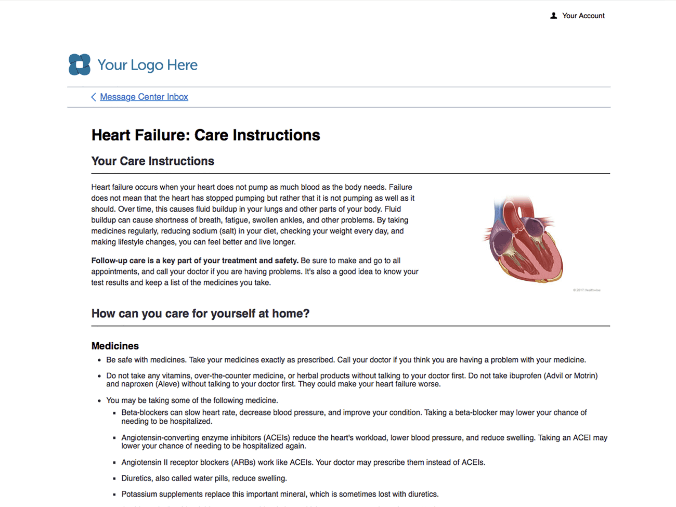 Your Account
Your Logo Here
Message Center Inbox
Heart Failure: Care Instructions
Your Care Instructions
Heart failure occurs when your heart does not pump as much blood as the body needs. Failure
does not mean that the heart has stopped pumping but rather that it is not pumping as well as it
should. Over time, this causes fluid buildup in your lungs and other parts of your body. Fluid
buildup can cause shortness of breath, fatigue, swollen ankles, and other problems. By taking
medicines regularly, reducing sodium (salt) in your diet, checking your weight every day, and
making lifestyle changes, you can feel better and live longer.
Follow-up care is a key part of your treatment and safety. Be sure to make and go to all
appointments, and call your doctor if you are having problems. It's also a good idea to know your
test results and keep a list of the medicines you take.
How can you care for yourself at home?
Medicines
• Be safe with medicines. Take your medicines exactly as prescribed. Call your doctor if you think you are having a problem with your medicine.
• Do not take any vitamins, over-the-counter medicine, or herbal products without talking to your doctor first. Do not take ibuprofen (Advil or Motrin)
and naproxen (Aleve) without talking to your doctor first. They could make your heart failure worse.
• You may be taking some of the following medicine.
▪ Beta-blockers can slow heart rate, decrease blood pressure, and improve your condition. Taking a beta-blocker may lower your chance of
needing to be hospitalized.
▪ Angiotensin-converting enzyme inhibitors (ACEIs) reduce the heart's workload, lower blood pressure, and reduce swelling. Taking an ACEI may
lower your chance of needing to be hospitalized again.
▪ Angiotensin II receptor blockers (ARBs) work like ACEIs. Your doctor may prescribe them instead of ACEIs.
▪ Diuretics, also called water pills, reduce swelling.
▪ Potassium supplements replace this important mineral, which is sometimes lost with diuretics.